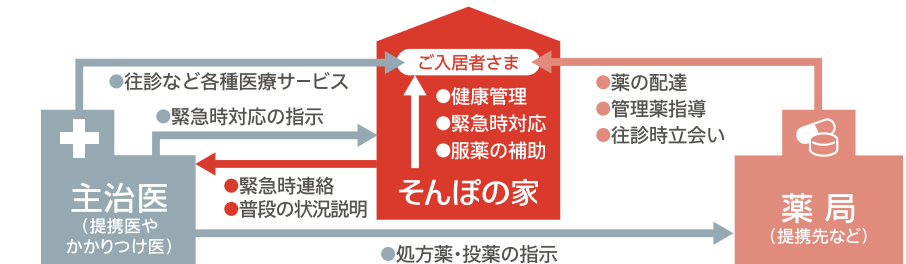 ご入居者さま
●往診など各種医療サービス
●健康管理
●緊急時対応
●服薬の補助
●薬の配達
●管理薬指導
●往診時立会い
●緊急時対応の指示
主治医
（提携医や
かかりつけ医）
●緊急時連絡
●普段の状況説明
そんぽの家
薬局
（提携先など）
●処方薬・投薬の指示